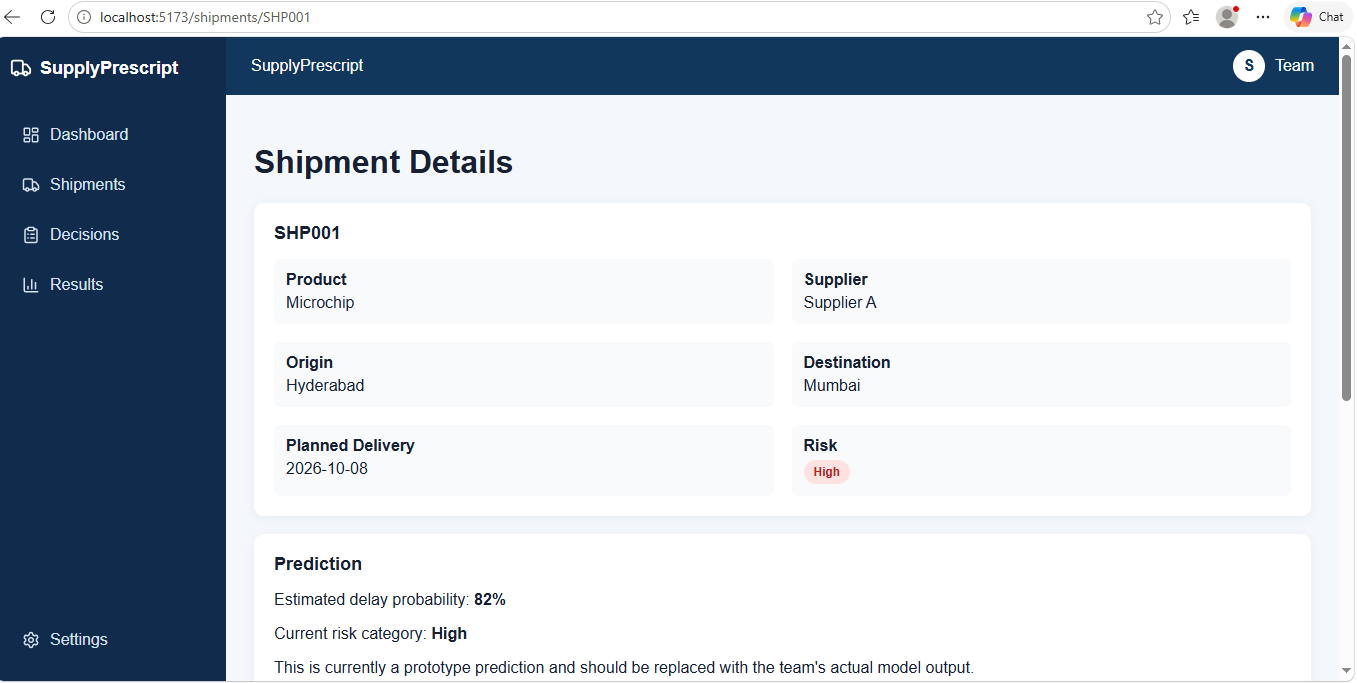 localhost:5173/shipments/SHP001
Chat
SupplyPrescript
SupplyPrescript
S
Team
Dashboard
Shipments
Decisions
Results
Settings
Shipment Details
SHP001
Product
Microchip
Supplier
Supplier A
Origin
Hyderabad
Destination
Mumbai
Planned Delivery
2026-10-08
Risk
High
Prediction
Estimated delay probability: 82%
Current risk category: High
This is currently a prototype prediction and should be replaced with the team's actual model output.